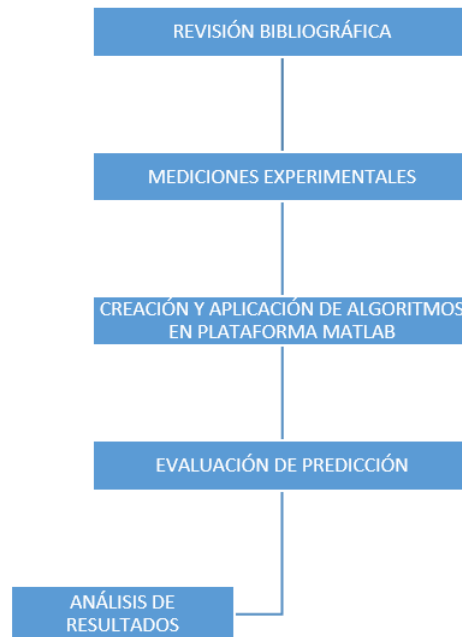 REVISIÓN BIBLIOGRÁFICA
MEDICIONES EXPERIMENTALES
CREACIÓN Y APLICACIÓN DE ALGORITMOS
EN PLATAFORMA MATLAB
EVALUACIÓN DE PREDICCIÓN
ANÁLISIS DE
RESULTADOS